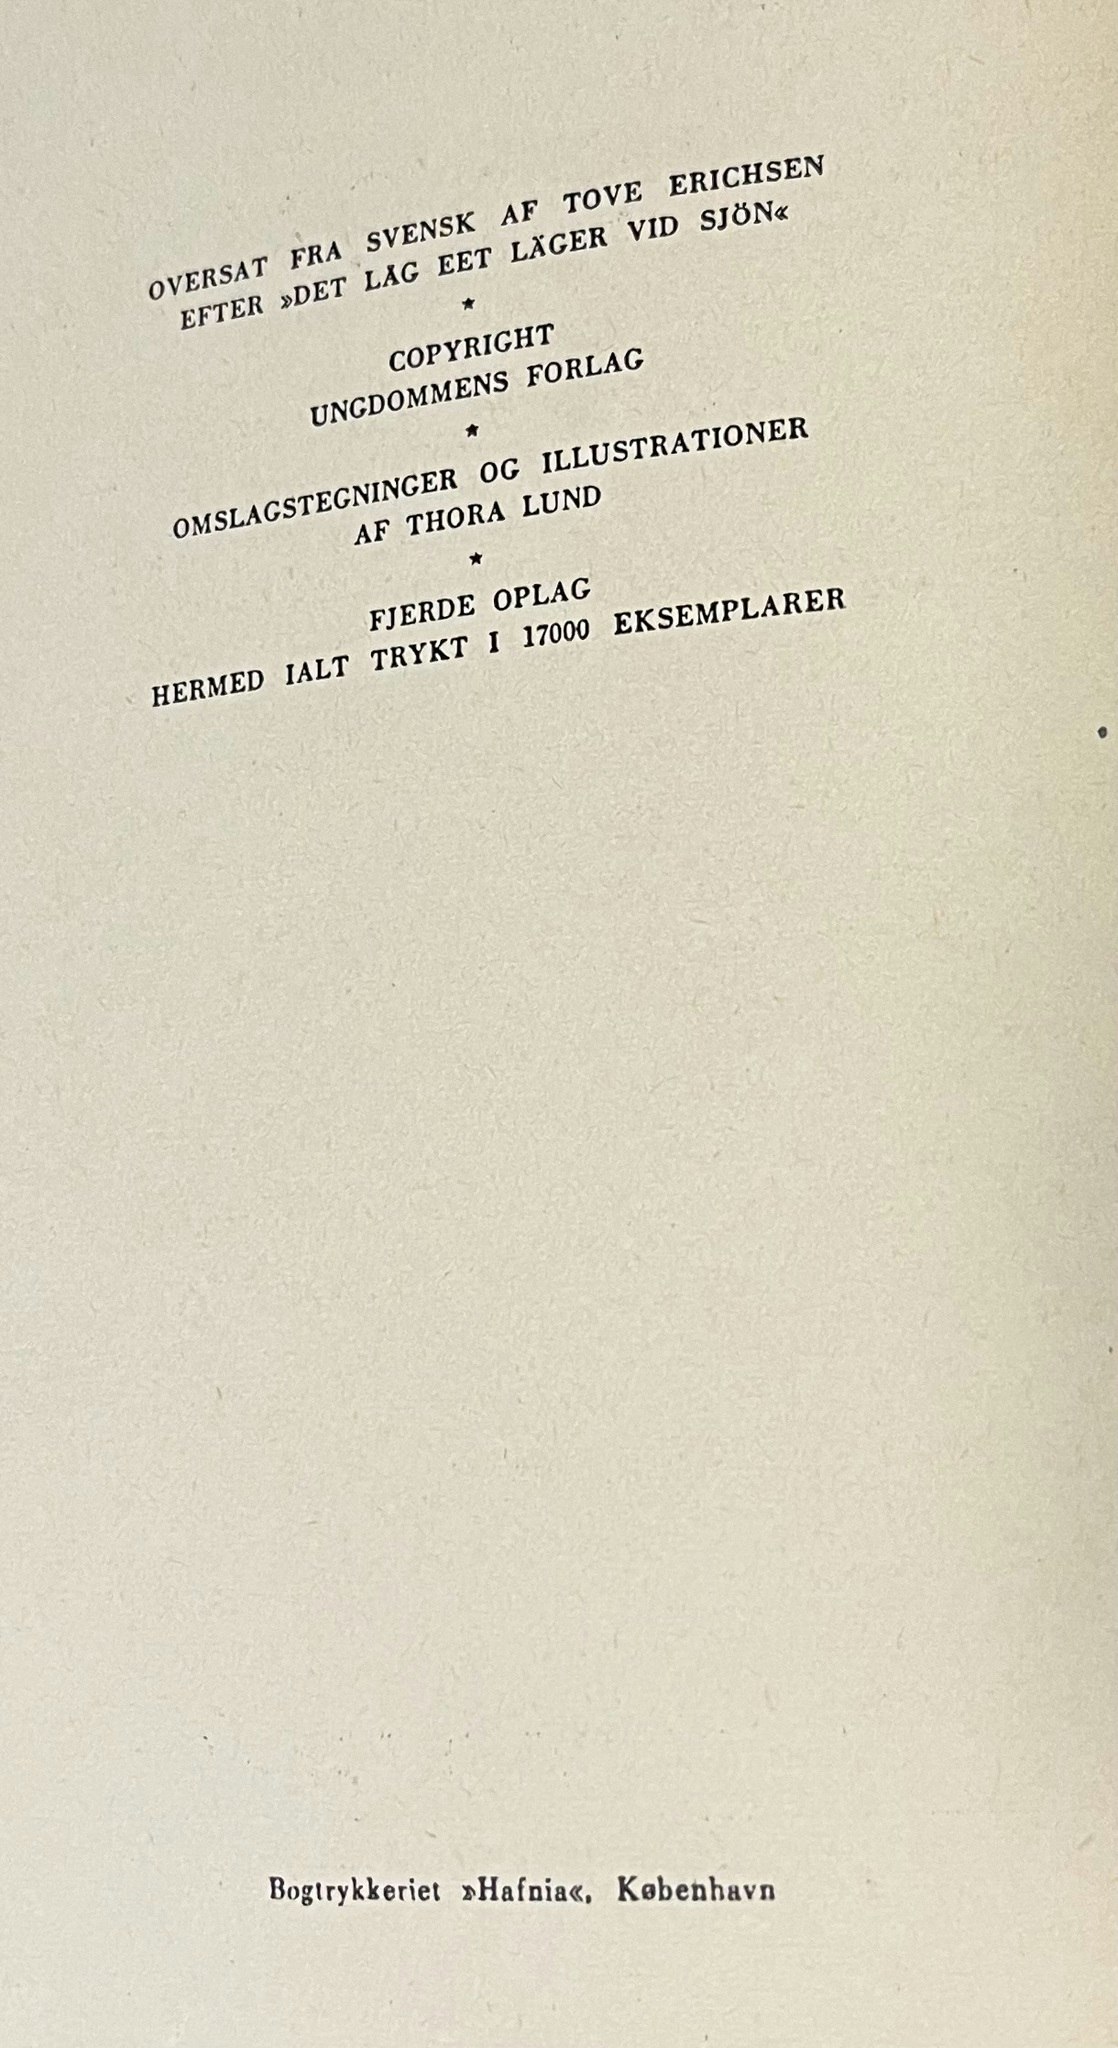 OVERSAT FRA SVENSK AF TOVE ERICHSEN
EFTER »DET LÅG EET LÄGER VID SJÖN«
★
COPYRIGHT
UNGDOMMENS FORLAG
★
OMSLAGSTEGNINGER OG ILLUSTRATIONER
AF THORA LUND
★
FJERDE OPLAG
HERMED IALT TRYKT I 17000 EKSEMPLARER
Bogtrykkeriet »Hafnia«, København